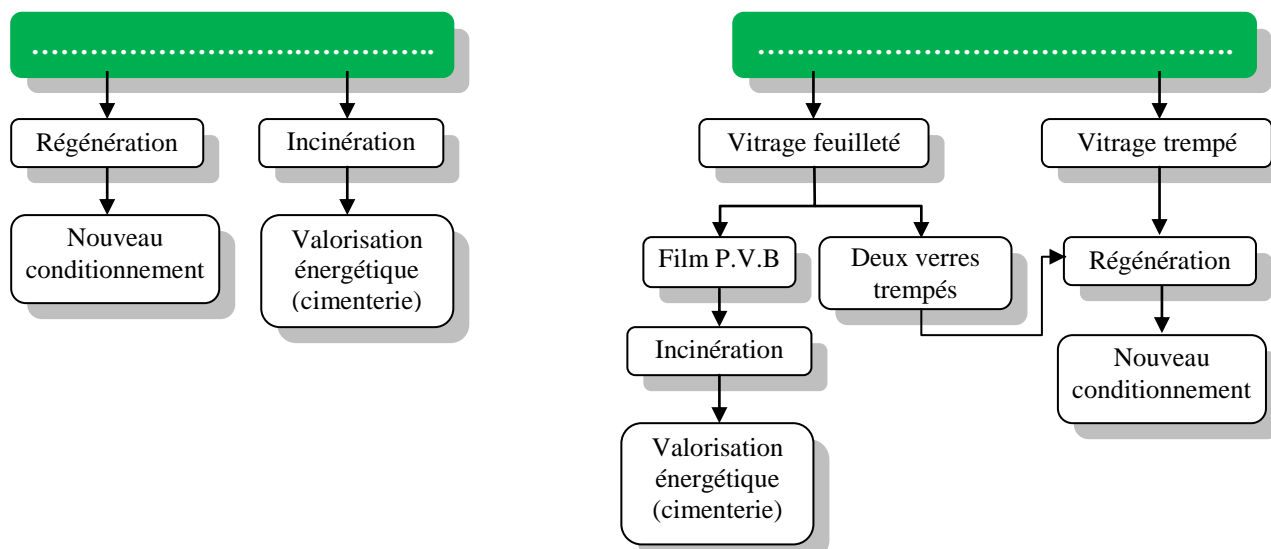 ………………………..…………..
Régénération
Incinération
Nouveau
conditionnement
Valorisation
énergétique
(cimenterie)
…………………………………………..
Vitrage feuilleté
Vitrage trempé
Film P.V.B
Deux verres
trempés
Régénération
Incinération
Nouveau
conditionnement
Valorisation
énergétique
(cimenterie)